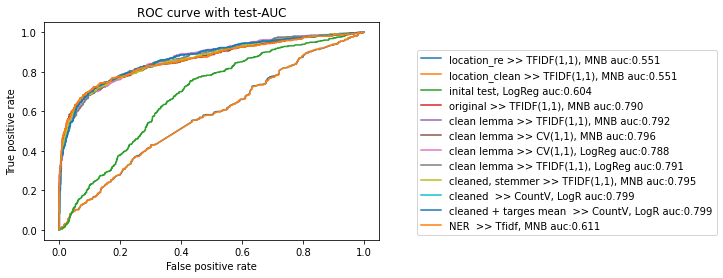 ROC curve with test-AUC
True positive rate
1.0
0.8
0.6
0.4
0.2
0.0
0.0 0.2 0.4 0.6 0.8 1.0
False positive rate
location_re >> TFIDF(1,1), MNB auc:0.551
location_clean >> TFIDF(1,1), MNB auc:0.551
inital test, LogReg auc:0.604
original >> TFIDF(1,1), MNB auc:0.790
clean lemma >> TFIDF(1,1), MNB auc:0.792
clean lemma >> CV(1,1), MNB auc:0.796
clean lemma >> CV(1,1), LogReg auc:0.788
clean lemma >> TFIDF(1,1), LogReg auc:0.791
cleaned, stemmer >> TFIDF(1,1), MNB auc:0.795
cleaned  >> CountV, LogR auc:0.799
cleaned + targes mean  >> CountV, LogR auc:0.799
NER  >> Tfidf, MNB auc:0.611